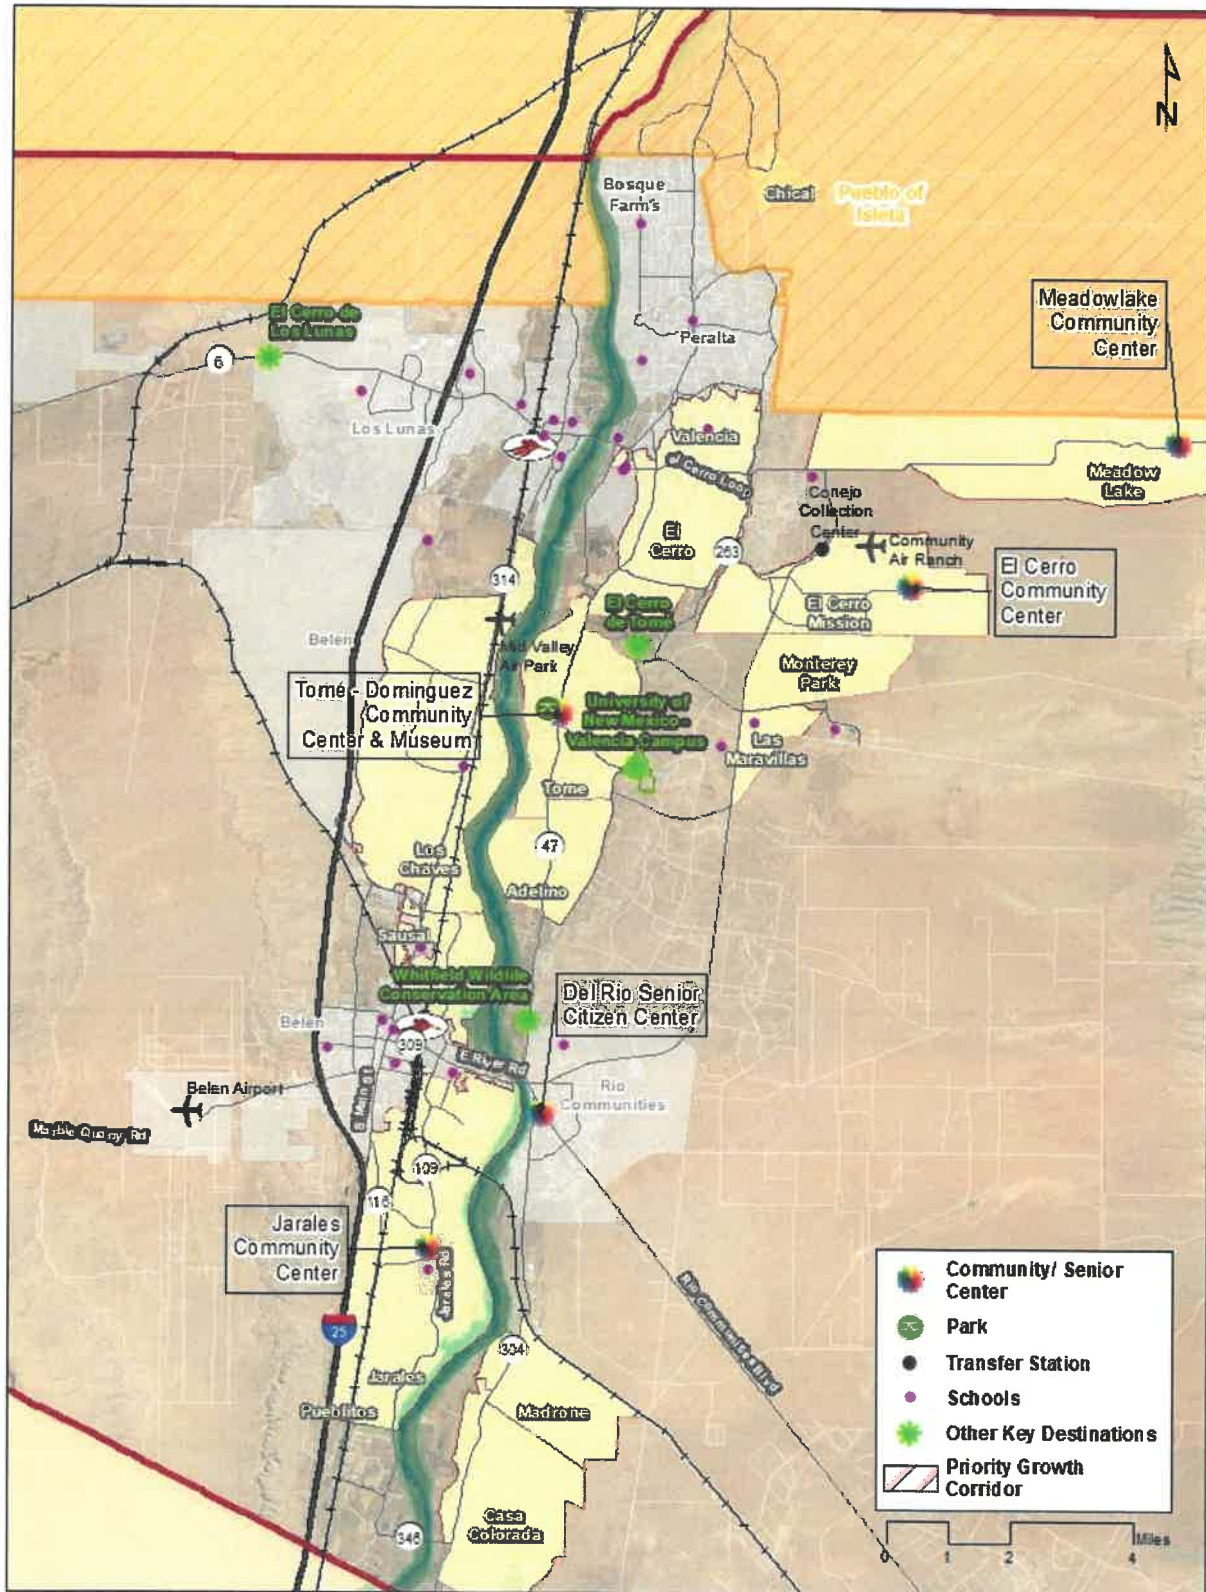 N
Bosque
Farms
Chical
Pueblo of
Isleta
El Cerro de
Los Lunas
6
Meadowlake
Community
Center
Peralta
Los Lunas
Valencia
el Cerro Loop
Meadow
Lake
Conejo
Collection
Center
El
Cerro
263
Community
Air Ranch
314
El Cerro
Community
Center
El Cerro
de Tomé
El Cerro
Mission
Belen
Mid Valley
Air Park
Monterey
Park
Tomé - Dominguez
Community
Center & Museum
University of
New Mexico -
Valencia Campus
Las
Maravillas
Tome
47
Los
Chaves
Adelino
Sausal
Whitfield Wildlife
Conservation Area
Del Rio Senior
Citizen Center
Belen
309
E River Rd
Rio
Communities
Belen Airport
S Main St
Marble Quarry Rd
109
116
Jarales
Community
Center
Jarales Rd
25
Rio Communities Blvd
304
Jarales
Pueblitos
Madrone
Casa
Colorada
346
Community/ Senior
Center
Park
Transfer Station
Schools
Other Key Destinations
Priority Growth
Corridor
Miles
0 1 2 4